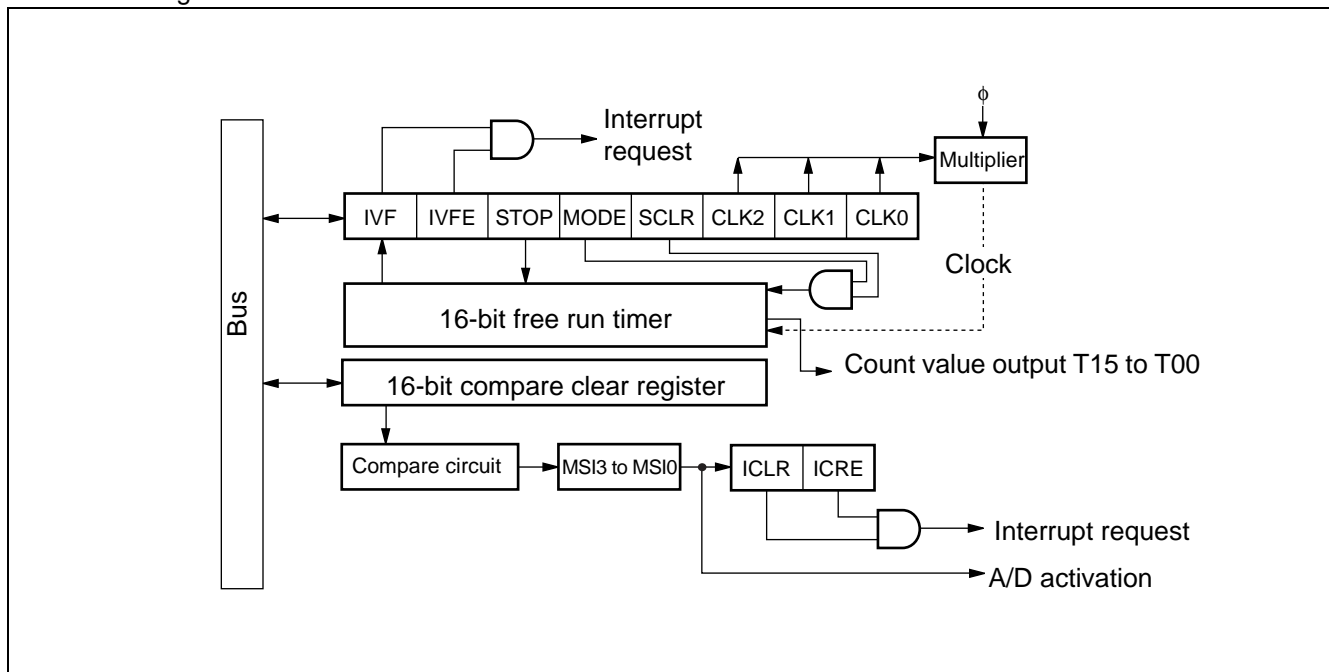 ϕ
Interrupt
request
Multiplier
IVF IVFE STOP MODE SCLR CLK2 CLK1 CLK0
Clock
Bus
16-bit free run timer
Count value output T15 to T00
16-bit compare clear register
Compare circuit
MSI3 to MSI0
ICLR ICRE
Interrupt request
A/D activation